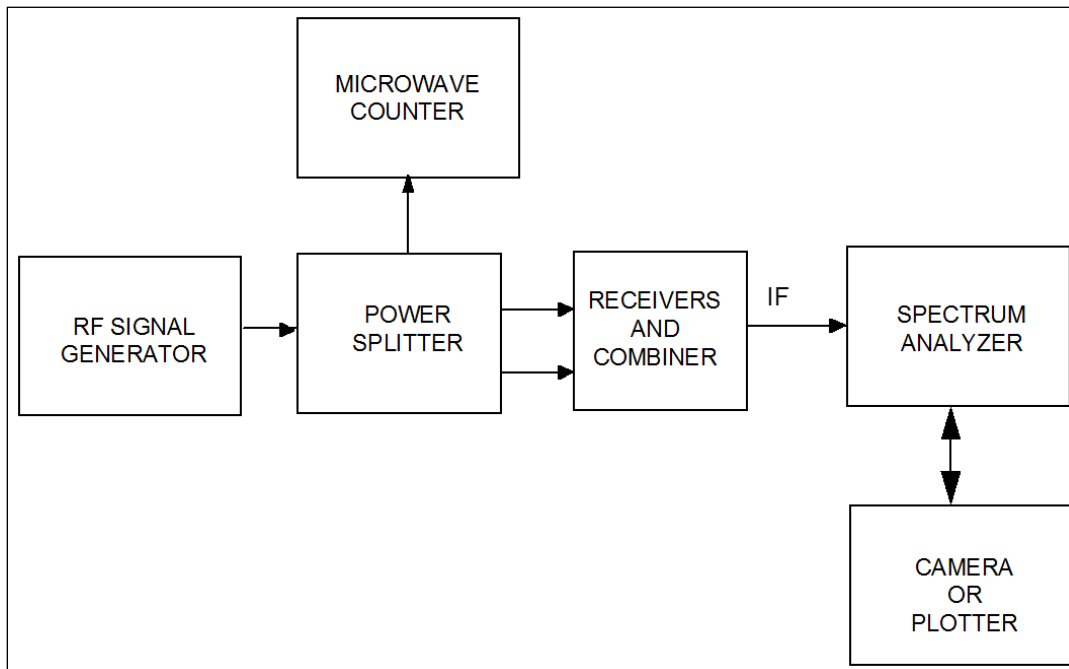 MICROWAVE
COUNTER
RF SIGNAL
GENERATOR
POWER
SPLITTER
RECEIVERS
AND
COMBINER
IF
SPECTRUM
ANALYZER
CAMERA
OR
PLOTTER